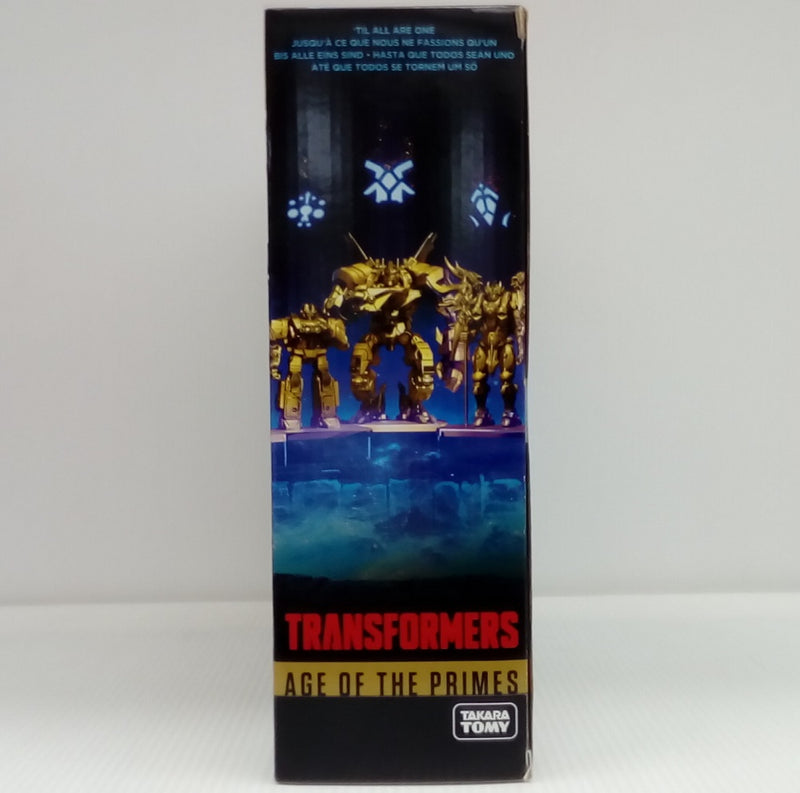 'TIL ALL ARE ONE
JUSQU'À CE QUE NOUS NE FASSIONS QU'UN
BIS ALLE EINS SIND • HASTA QUE TODOS SEAN UNO
ATÉ QUE TODOS SE TORNEM UM SÓ
TRANSFORMERS
AGE OF THE PRIMES
TAKARA
TOMY